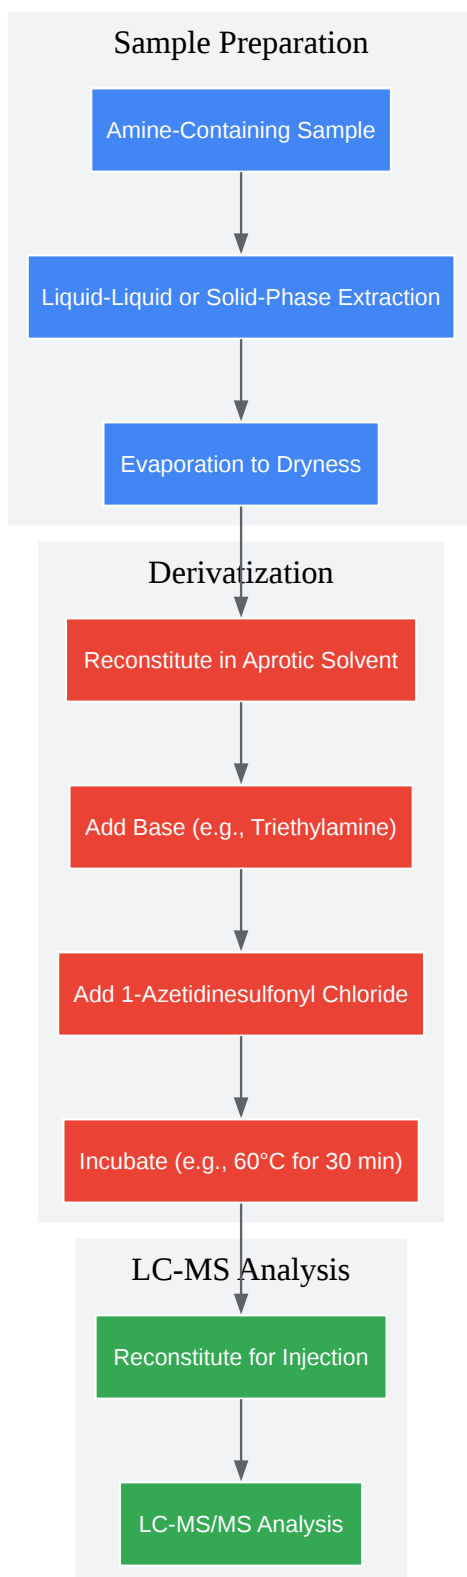 Sample Preparation
Amine-Containing Sample
Liquid-Liquid or Solid-Phase Extraction
Evaporation to Dryness
Derivatization
Reconstitute in Aprotic Solvent
Add Base (e.g., Triethylamine)
Add 1-Azetidinesulfonyl Chloride
Incubate (e.g., 60°C for 30 min)
LC-MS Analysis
Reconstitute for Injection
LC-MS/MS Analysis